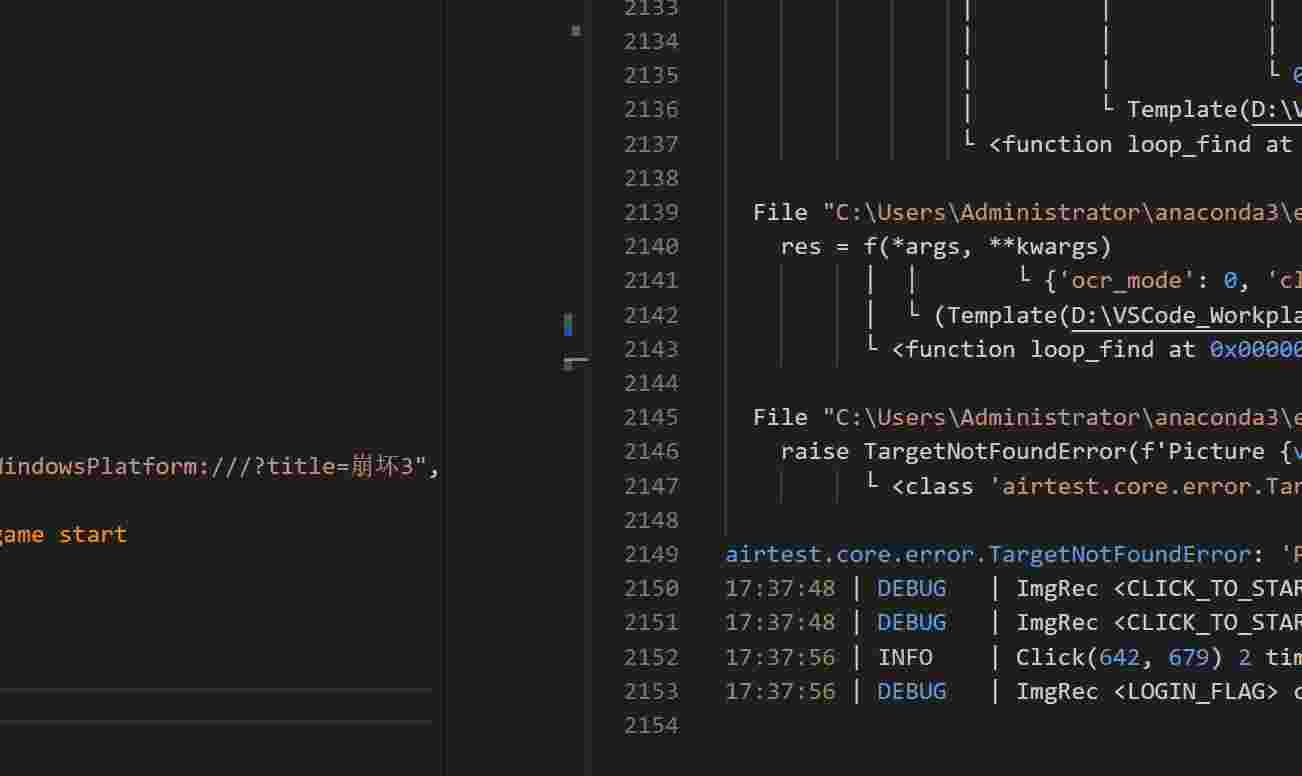 WindowsPlatform:///?title=崩坏3",
game start
2133
2134
2135 0
2136 Template(D:\V
2137 <function loop_find at
2138
2139 File "C:\Users\Administrator\anaconda3\e
2140 res = f(*args, **kwargs)
2141 {'ocr_mode': 0, 'cl
2142 (Template(D:\VSCode_Workpla
2143 <function loop_find at 0x00000
2144
2145 File "C:\Users\Administrator\anaconda3\e
2146 raise TargetNotFoundError(f'Picture {v
2147 <class 'airtest.core.error.Tar
2148
2149 airtest.core.error.TargetNotFoundError: 'P
2150 17:37:48 | DEBUG | ImgRec <CLICK_TO_STAR
2151 17:37:48 | DEBUG | ImgRec <CLICK_TO_STAR
2152 17:37:56 | INFO | Click(642, 679) 2 tim
2153 17:37:56 | DEBUG | ImgRec <LOGIN_FLAG> c
2154